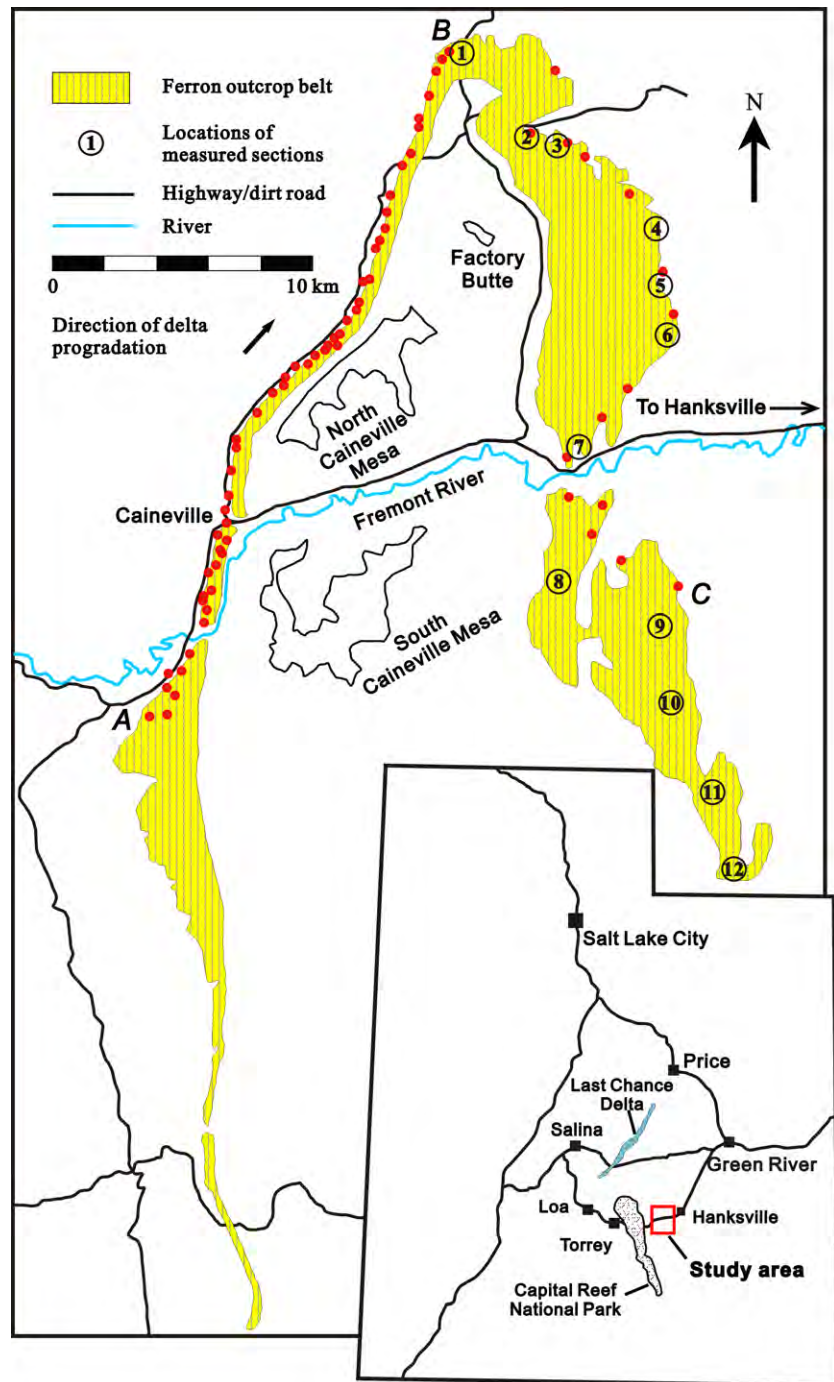 B
1
Ferron outcrop belt
1
Locations of
measured sections
Highway/dirt road
River
0
10 km
Direction of delta
progradation
N
2
3
4
5
6
Factory
Butte
North
Caineville
Mesa
To Hanksville
7
Caineville
Fremont River
South
Caineville Mesa
8
C
9
10
11
12
A
Salt Lake City
Price
Last Chance
Delta
Salina
Green River
Loa
Hanksville
Torrey
Study area
Capital Reef
National Park